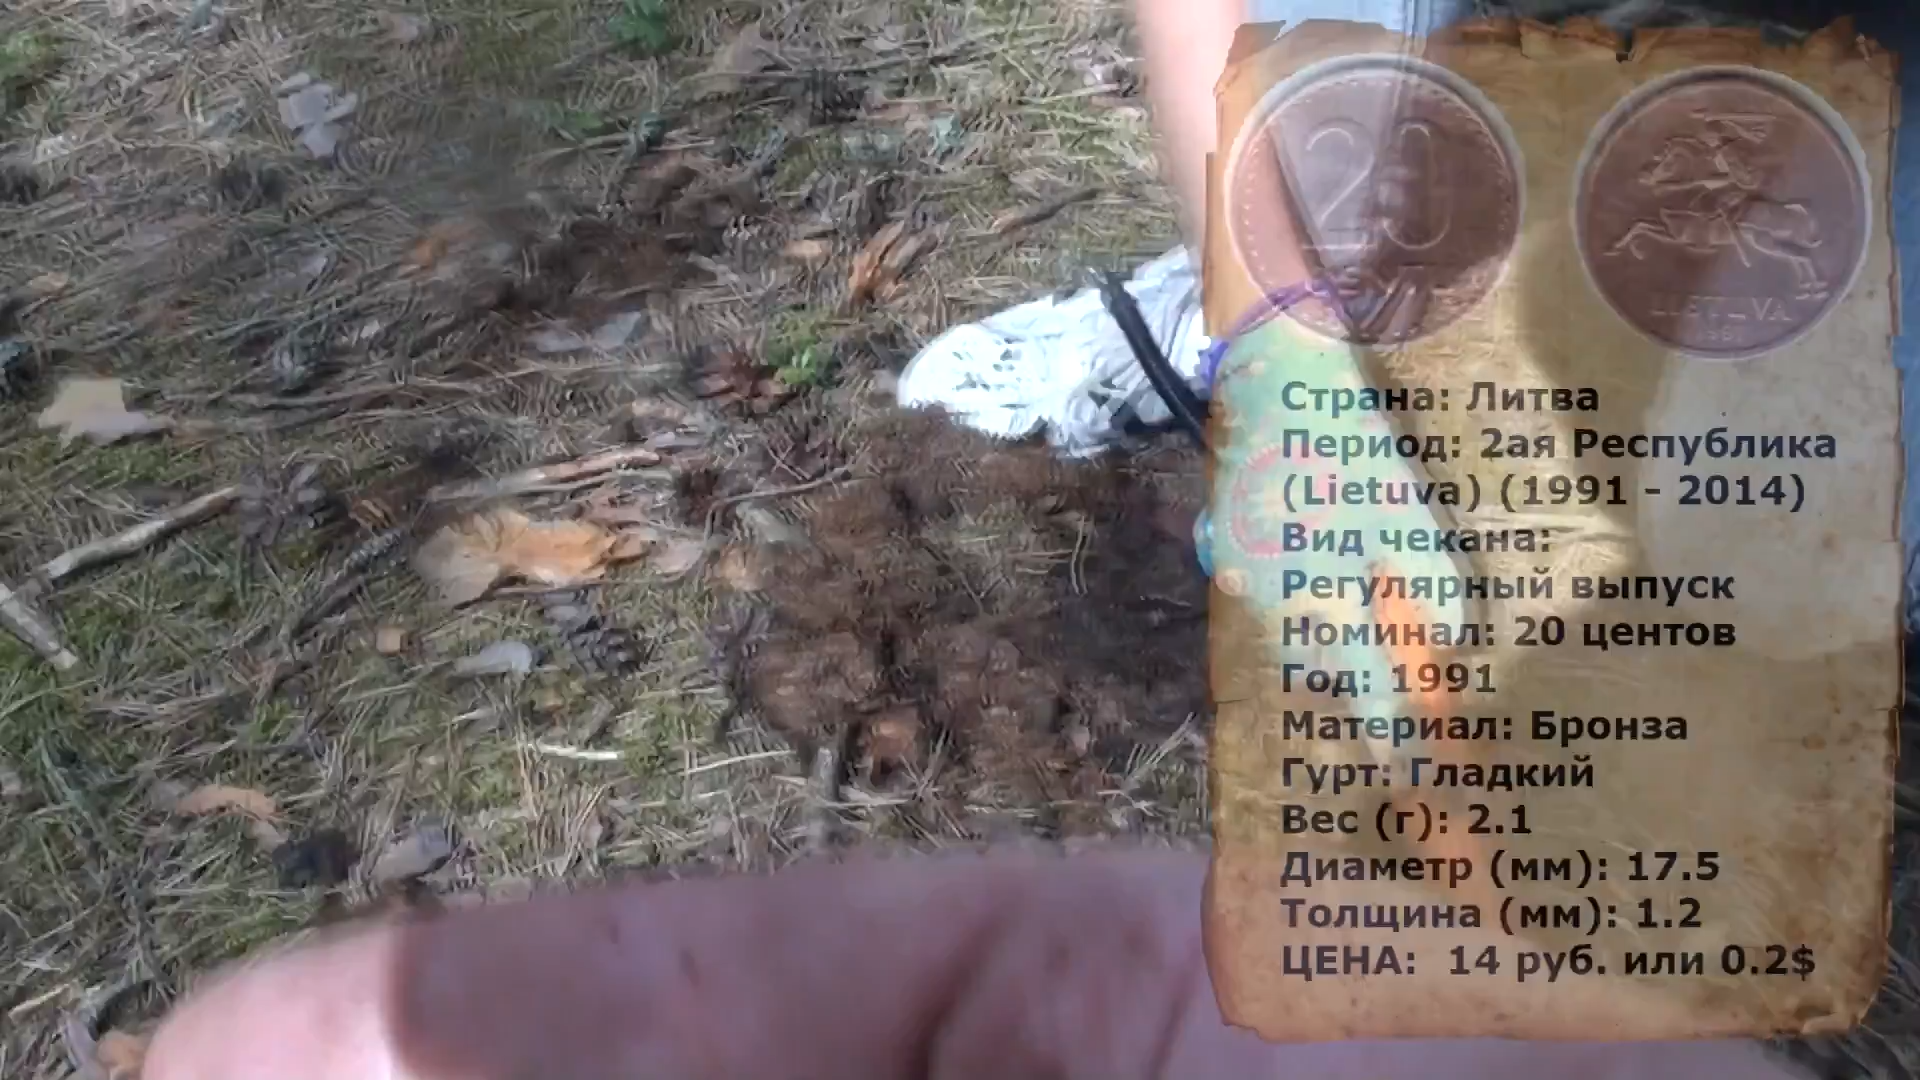 20
LIETUVA
Страна: Литва
Период: 2ая Республика
(Lietuva) (1991 - 2014)
Вид чекана:
Регулярный выпуск
Номинал: 20 центов
Год: 1991
Материал: Бронза
Гурт: Гладкий
Вес (г): 2.1
Диаметр (мм): 17.5
Толщина (мм): 1.2
ЦЕНА: 14 руб. или 0.2$